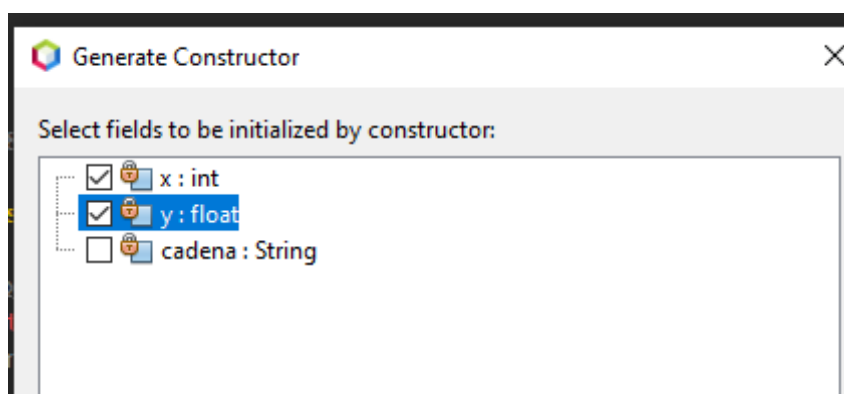 Generate Constructor
Select fields to be initialized by constructor:
x : int
y : float
cadena : String